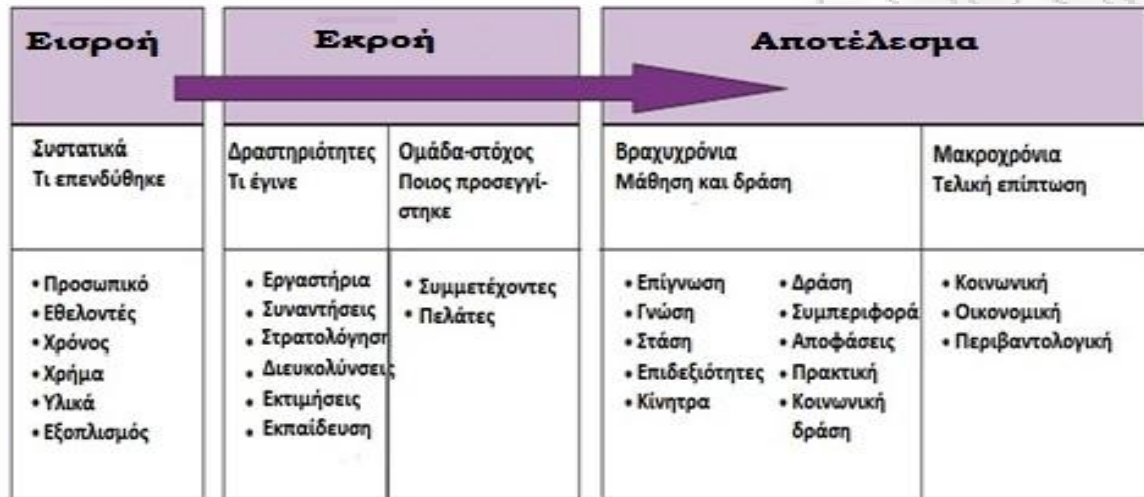 Εισροή
Εκροή
Αποτέλεσμα
Συστατικά
Τι επενδύθηκε
Δραστηριότητες
Τι έγινε
Ομάδα-στόχος
Ποιος προσεγγί-
στηκε
Βραχυχρόνια
Μάθηση και δράση
Μακροχρόνια
Τελική επίπτωση
• Προσωπικό
• Εθελοντές
• Χρόνος
• Χρήμα
• Υλικά
• Εξοπλισμός
• Εργαστήρια
• Συναντήσεις
• Στρατολόγηση
• Διευκολύνσεις
• Εκτιμήσεις
• Εκπαίδευση
• Συμμετέχοντες
• Πελάτες
• Επίγνωση
• Γνώση
• Στάση
• Επιδεξιότητες
• Κίνητρα
• Δράση
• Συμπεριφορά
• Αποφάσεις
• Πρακτική
• Κοινωνική
δράση
• Κοινωνική
• Οικονομική
• Περιβαντολογική